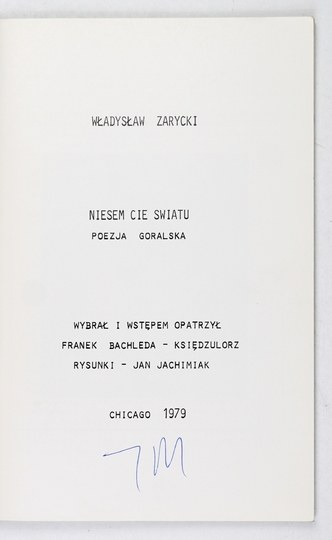 WŁADYSŁAW ZARYCKI
NIESEM CIE SWIATU
POEZJA GORALSKA
WYBRAŁ I WSTĘPEM OPATRZYŁ
FRANEK BACHLEDA - KSIĘDZULORZ
RYSUNKI - JAN JACHIMIAK
CHICAGO 1979